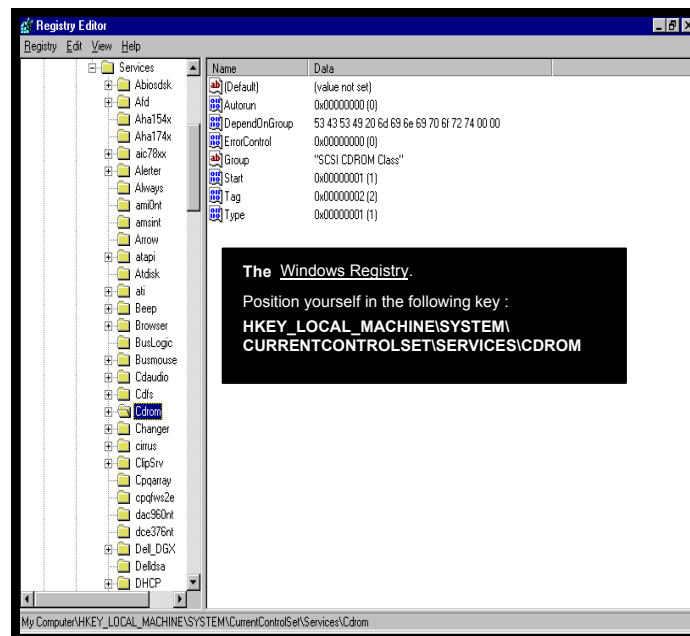 Registry Editor
Registry Edit View Help
Services
Abiosdsk
Afd
Aha154x
Aha174x
aic78xx
Alerter
Always
ami0nt
amsint
Arrow
atapi
Atdisk
ati
Beep
Browser
BusLogic
Busmouse
Cdaudio
Cdfs
Cdrom
Changer
cirrus
ClipSrv
Cpqarray
cpqfws2e
dac960nt
dce376nt
Dell_DGX
Delldsa
DHCP
Name Data
(Default) (value not set)
Autorun 0x00000000 (0)
DependOnGroup 53 43 53 49 20 6d 69 6e 69 70 6f 72 74 00 00
ErrorControl 0x00000000 (0)
Group "SCSI CDROM Class"
Start 0x00000001 (1)
Tag 0x00000002 (2)
Type 0x00000001 (1)
The Windows Registry.
Position yourself in the following key :
HKEY_LOCAL_MACHINE\SYSTEM\
CURRENTCONTROLSET\SERVICES\CDROM
My Computer\HKEY_LOCAL_MACHINE\SYSTEM\CurrentControlSet\Services\Cdrom